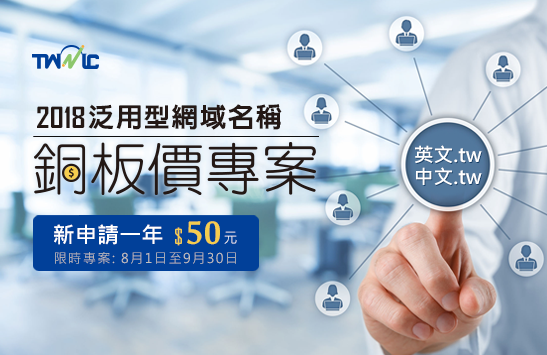 TWNIC
2018泛用型網域名稱
銅板價專案
新申請一年 $50元
限時專案: 8月1日至9月30日
英文.tw
中文.tw